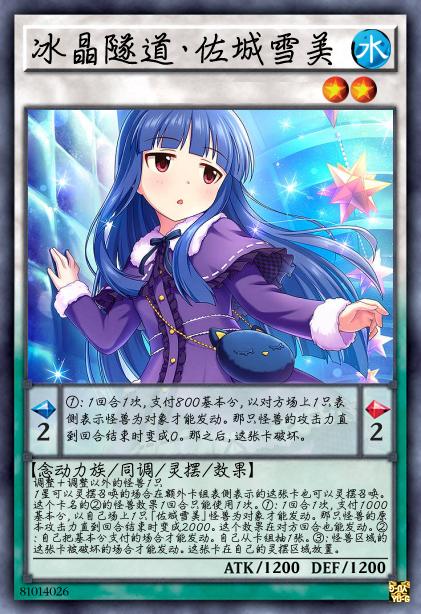 冰晶隧道·佐城雪美
水
①：1回合1次，支付800基本分，以对方场上1只表
侧表示怪兽为对象才能发动。那只怪兽的攻击力直
到回合结束时变成0。那之后，这张卡破坏。
2
2
【念动力族/同调/灵摆/效果】
调整＋调整以外的怪兽1只
1星可以灵摆召唤的场合在额外卡组表侧表示的这张卡也可以灵摆召唤。
这个卡名的②的怪兽效果1回合只能使用1次。①：1回合1次，支付1000
基本分，以自己场上1只「佐城雪美」怪兽为对象才能发动。那只怪兽的原
本攻击力直到回合结束时变成2000。这个效果在对方回合也能发动。②
：自己把基本分支付的场合才能发动。自己从卡组抽1张。③：怪兽区域的
这张卡被破坏的场合才能发动。这张卡在自己的灵摆区域放置。
ATK/1200 DEF/1200
81014026